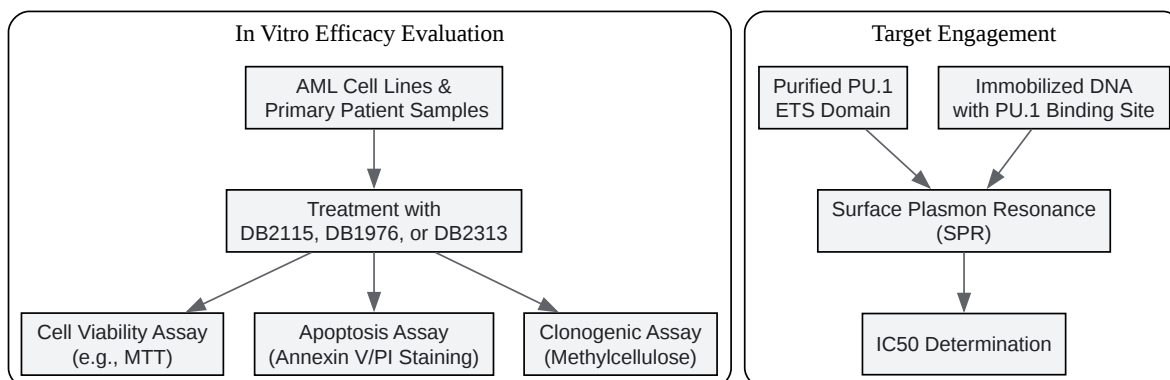 In Vitro Efficacy Evaluation
AML Cell Lines &
Primary Patient Samples
Treatment with
DB2115, DB1976, or DB2313
Cell Viability Assay
(e.g., MTT)
Apoptosis Assay
(Annexin V/PI Staining)
Clonogenic Assay
(Methylcellulose)
Target Engagement
Purified PU.1
ETS Domain
Immobilized DNA
with PU.1 Binding Site
Surface Plasmon Resonance
(SPR)
IC50 Determination